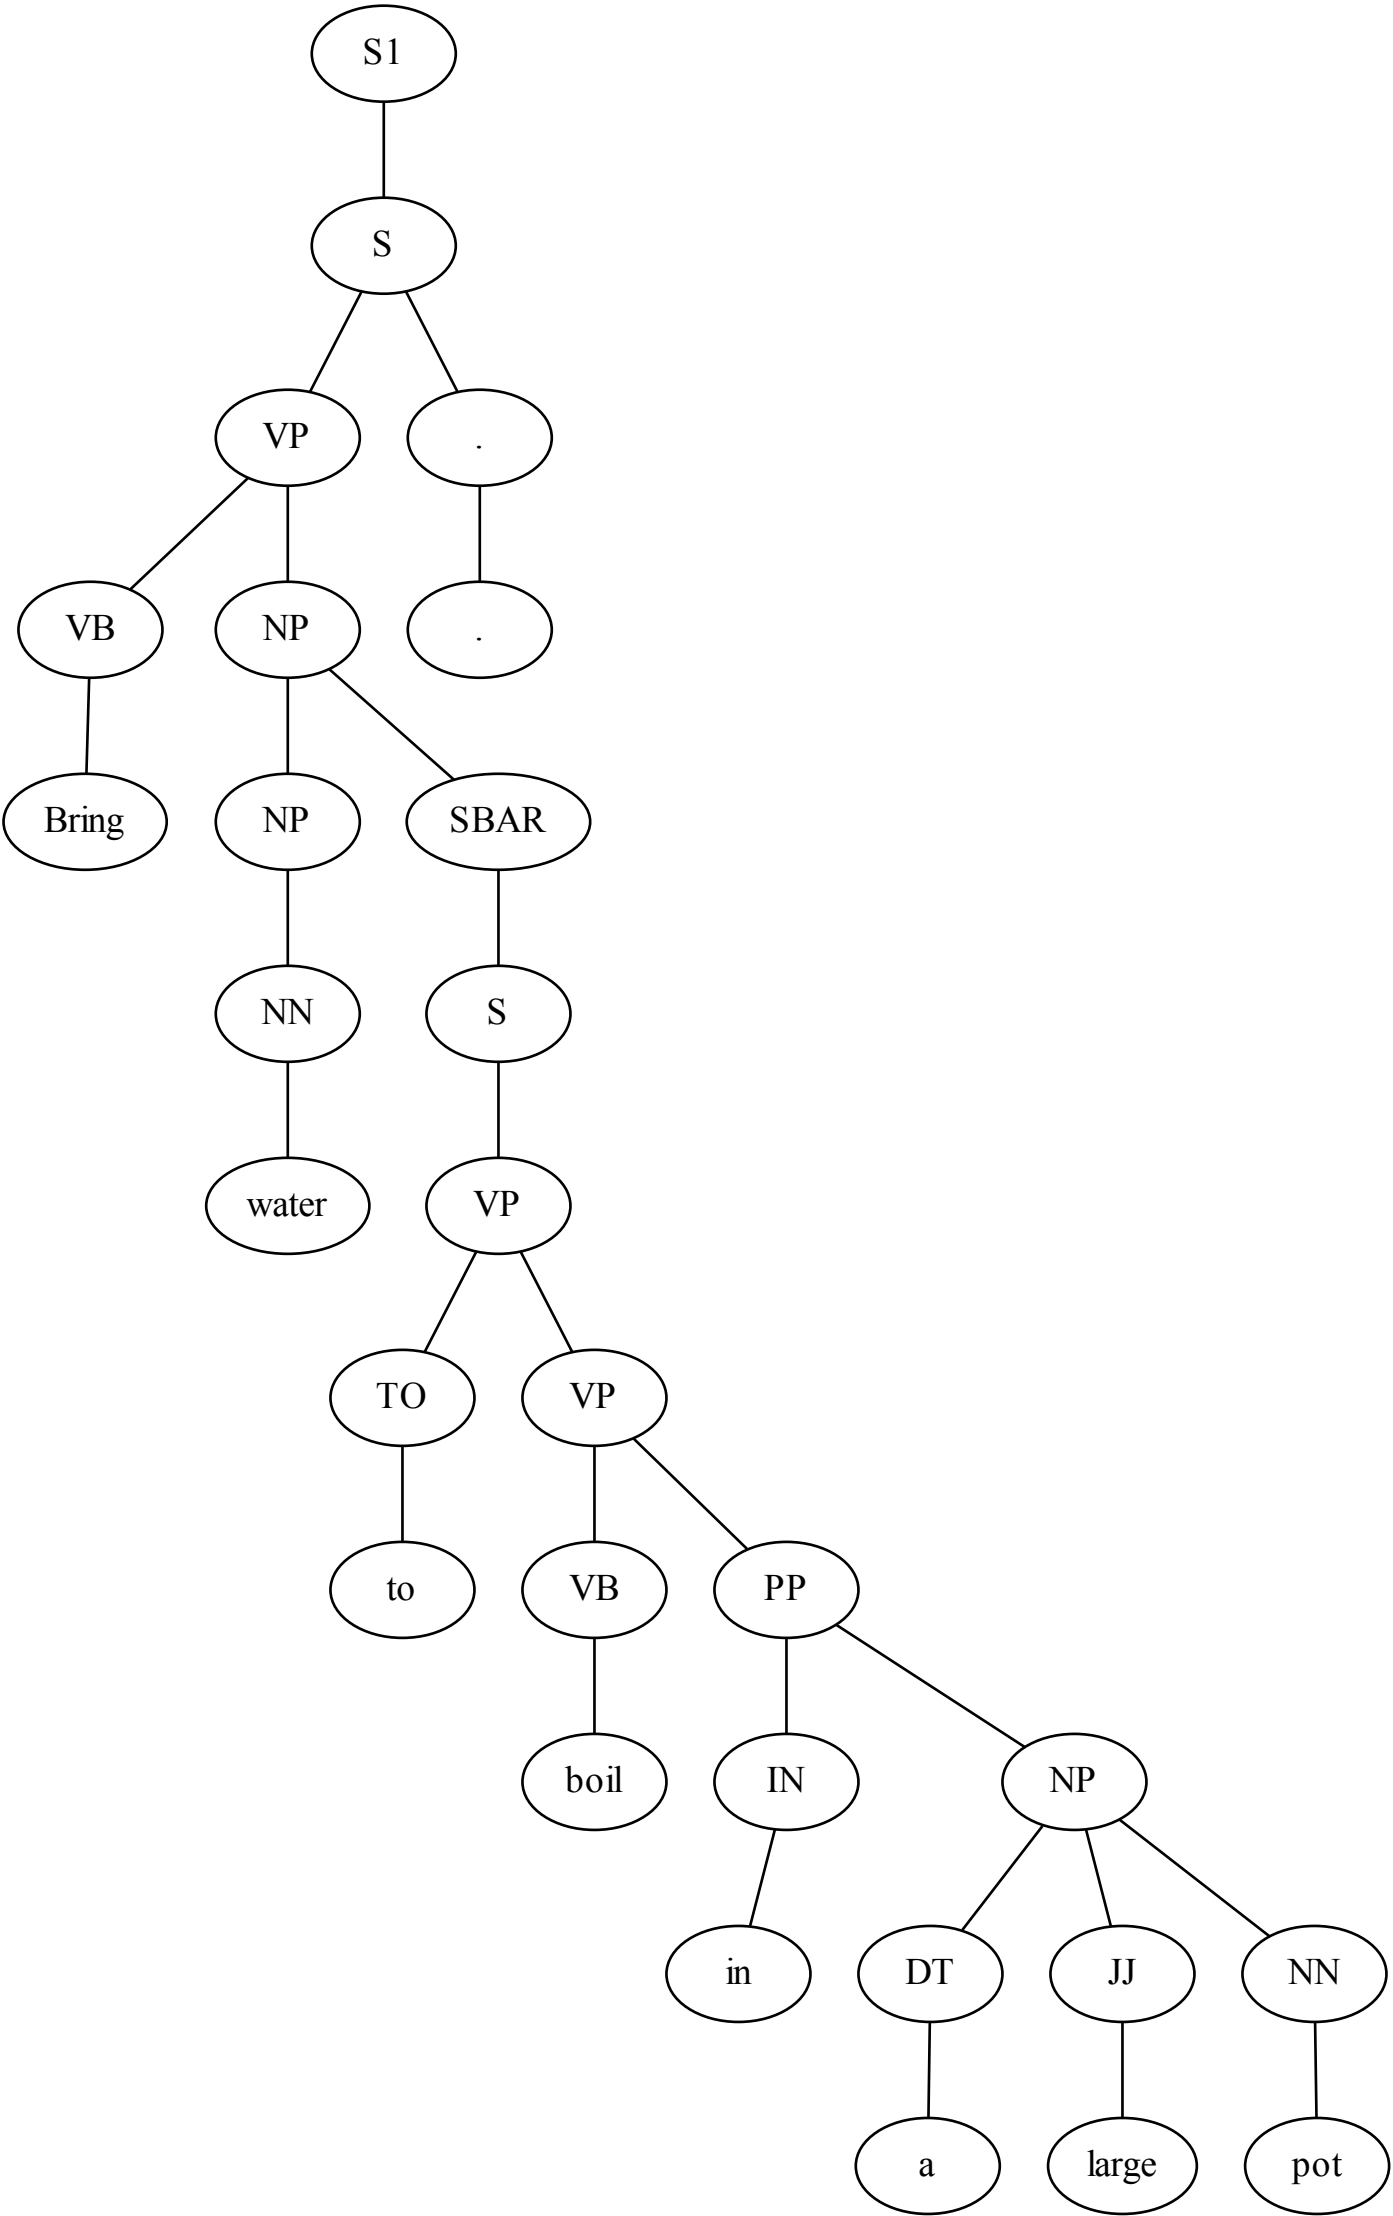 S1
S
VP .
VB NP .
Bring NP SBAR
NN S
water VP
TO VP
to VB PP
boil IN NP
in DT JJ NN
a large pot